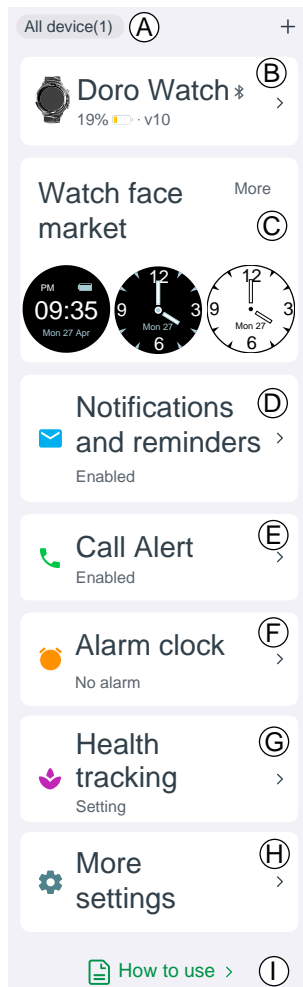 All device(1) A +
Doro Watch B
19% · v10
Watch face More
market C
PM
09:35
Mon 27 Apr
12
9 3
Mon 27
6
12
9 3
Mon 27
6
Notifications D
and reminders
Enabled
Call Alert E
Enabled
Alarm clock F
No alarm
Health G
tracking
Setting
More H
settings
How to use I